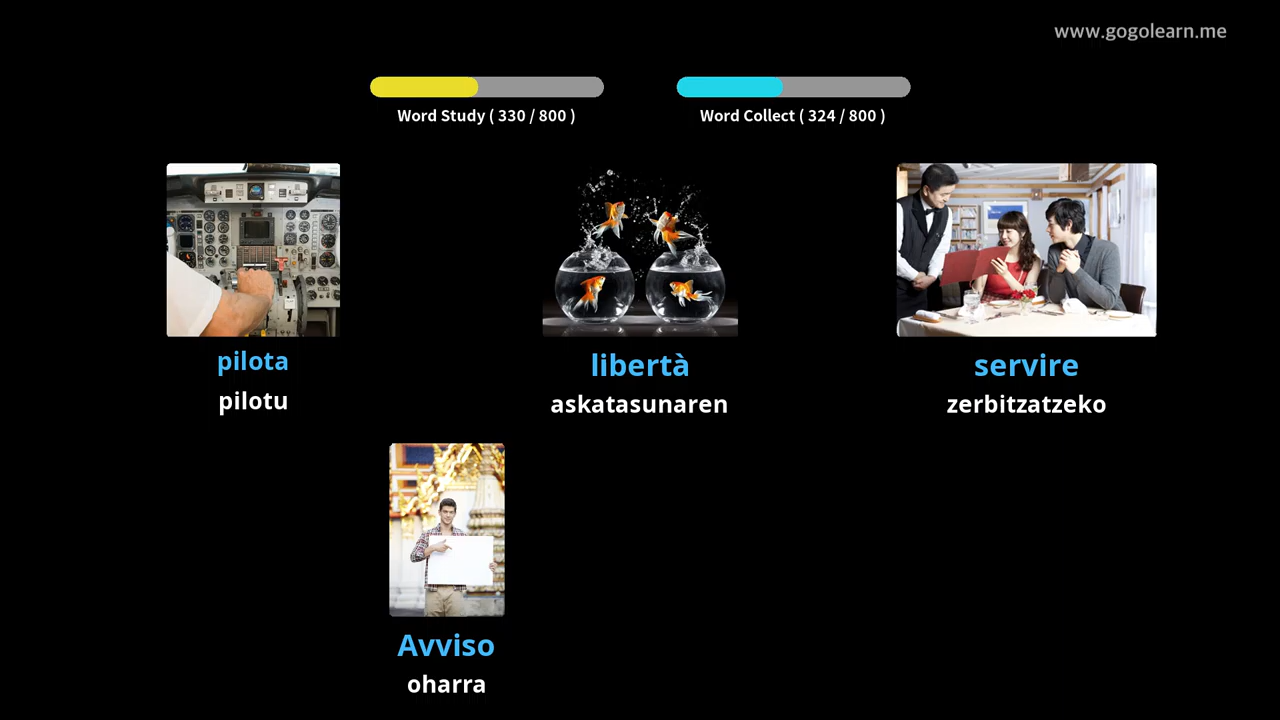 www.gogolearn.me
Word Study ( 330 / 800 )
Word Collect ( 324 / 800 )
pilota
pilotu
libertà
askatasunaren
servire
zerbitzatzeko
Avviso
oharra